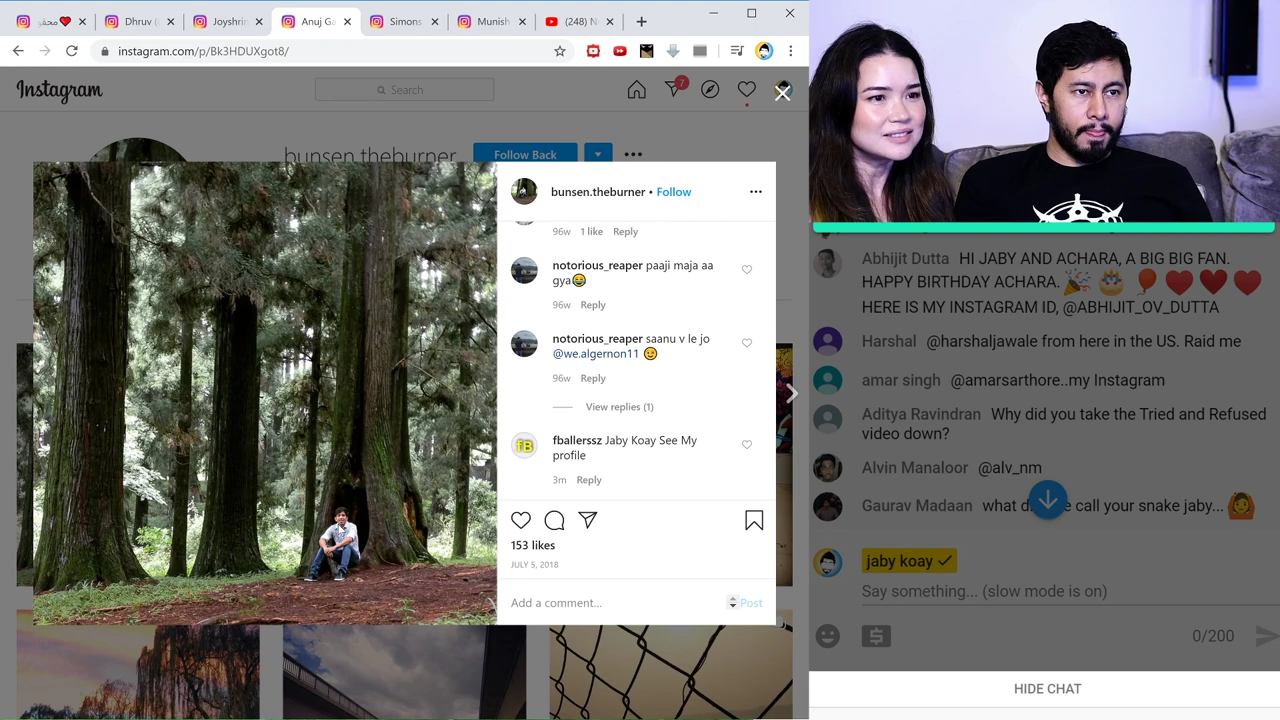 Dhruv (
Joyshrin
Anuj Ga
Simons
Munish
(248) N
instagram.com/p/Bk3HDUXgot8/
Instagram
Search
7
bunsen.theburner
Follow Back
bunsen.theburner • Follow
96w 1 like Reply
notorious_reaper paaji maja aa
gya😂
96w Reply
notorious_reaper saanu v le jo
@we.algernon11 😉
96w Reply
View replies (1)
fB
fballerssz Jaby Koay See My
profile
3m Reply
153 likes
JULY 5, 2018
Add a comment...
Post
Abhijit Dutta HI JABY AND ACHARA, A BIG BIG FAN.
HAPPY BIRTHDAY ACHARA. 🎉 🎂 🎈 ♥️ ♥️ ♥️
HERE IS MY INSTAGRAM ID, @ABHIJIT_OV_DUTTA
Harshal @harshaljawale from here in the US. Raid me
amar singh @amarsarthore..my Instagram
Aditya Ravindran Why did you take the Tried and Refused
video down?
Alvin Manaloor @alv_nm
Gaurav Madaan what d e call your snake jaby... 🙆
jaby koay ✓
Say something... (slow mode is on)
0/200
HIDE CHAT